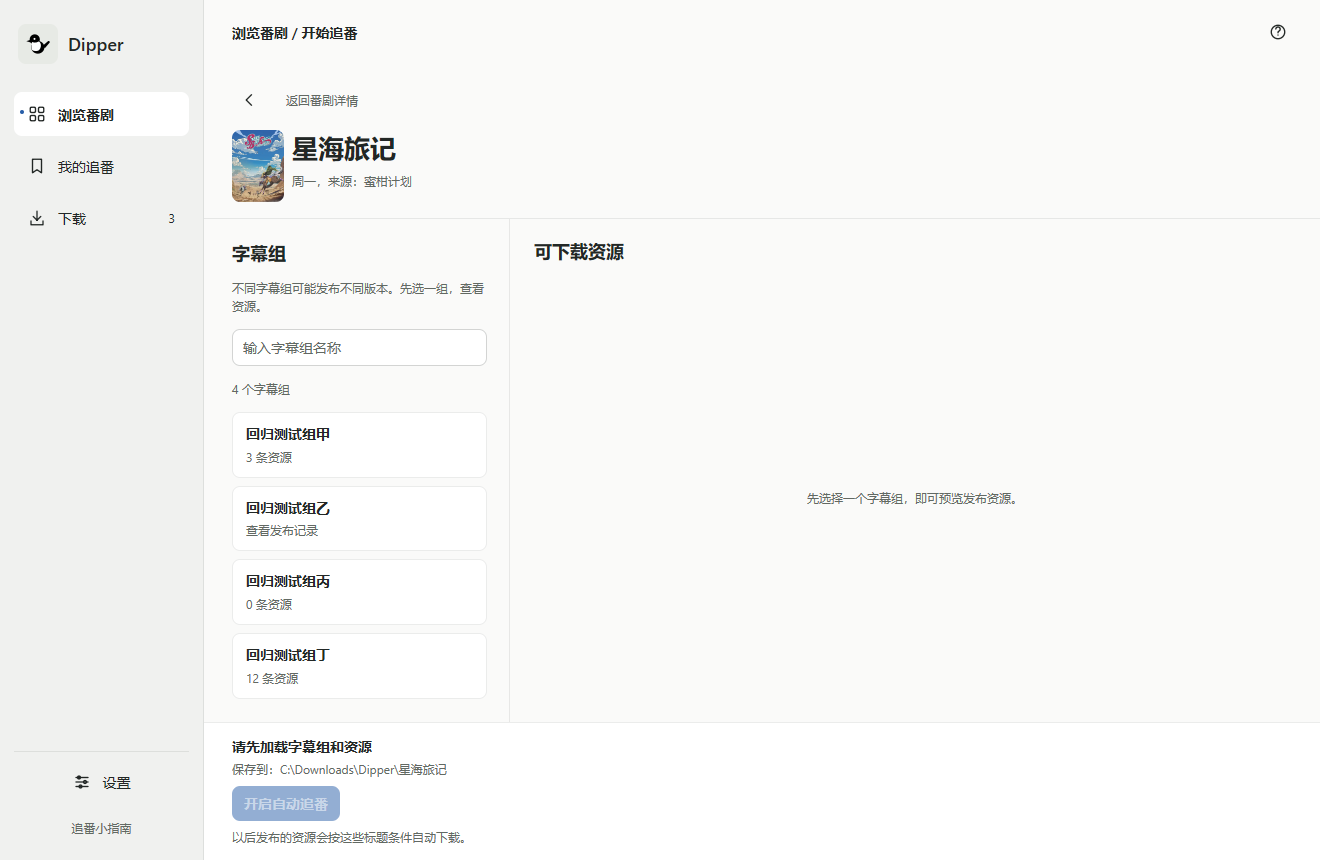 Dipper
浏览番剧
我的追番
下载
3
设置
追番小指南
浏览番剧 / 开始追番
返回番剧详情
星海旅记
周一，来源：蜜柑计划
字幕组
不同字幕组可能发布不同版本。先选一组，查看
资源。
输入字幕组名称
4 个字幕组
回归测试组甲
3 条资源
回归测试组乙
查看发布记录
回归测试组丙
0 条资源
回归测试组丁
12 条资源
可下载资源
先选择一个字幕组，即可预览发布资源。
请先加载字幕组和资源
保存到：C:\Downloads\Dipper\星海旅记
开启自动追番
以后发布的资源会按这些标题条件自动下载。